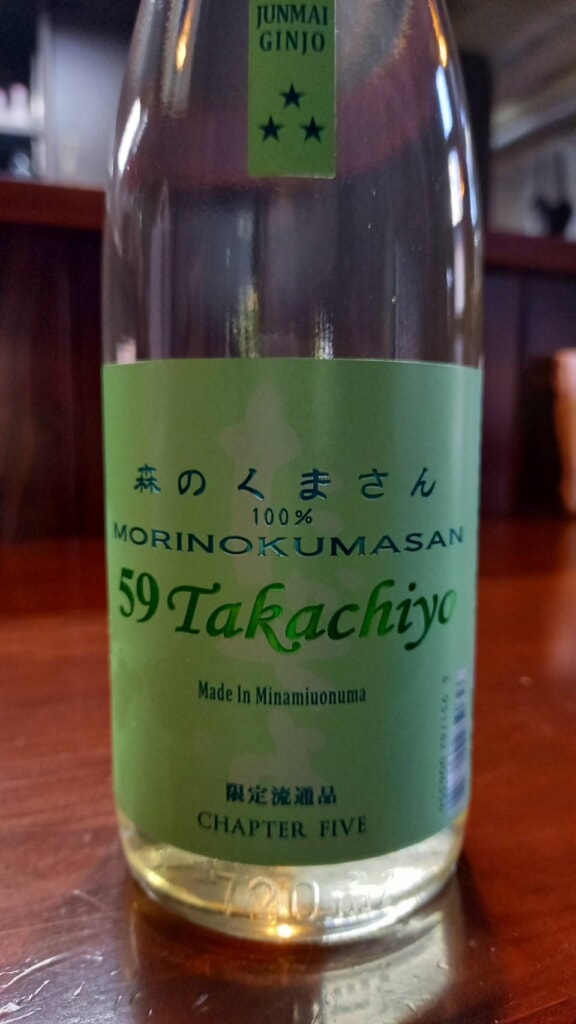 JUNMAI
GINJO
森のくまさん
100%
MORINOKUMASAN
59 Takachiyo
Made In Minamiuonuma
限定流通品
CHAPTER FIVE
720ml